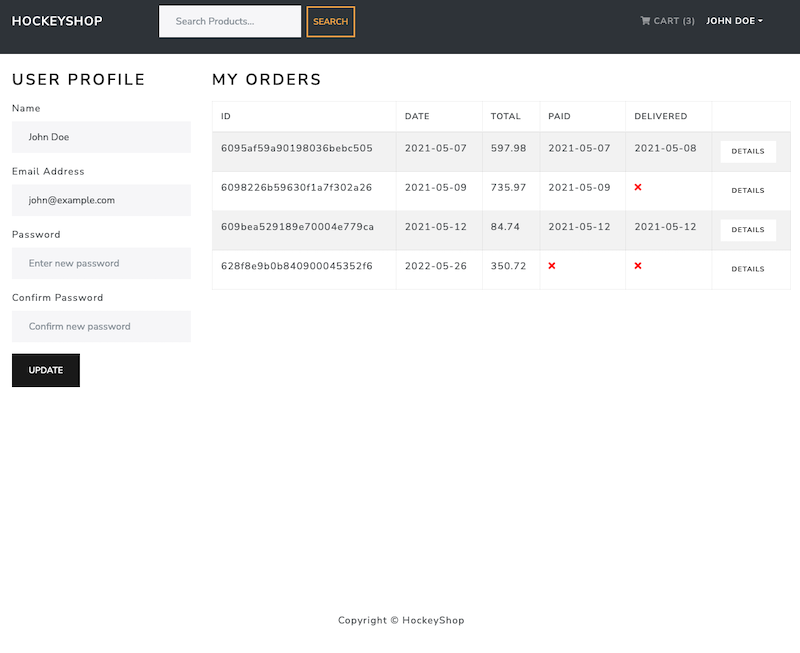 HOCKEYSHOP Search Products... SEARCH CART (3) JOHN DOE
USER PROFILE
Name
John Doe
Email Address
john@example.com
Password
Enter new password
Confirm Password
Confirm new password
UPDATE
MY ORDERS
ID DATE TOTAL PAID DELIVERED
6095af59a90198036bebc505 2021-05-07 597.98 2021-05-07 2021-05-08 DETAILS
6098226b59630f1a7f302a26 2021-05-09 735.97 2021-05-09 DETAILS
609bea529189e70004e779ca 2021-05-12 84.74 2021-05-12 2021-05-12 DETAILS
628f8e9b0b840900045352f6 2022-05-26 350.72 DETAILS
Copyright © HockeyShop